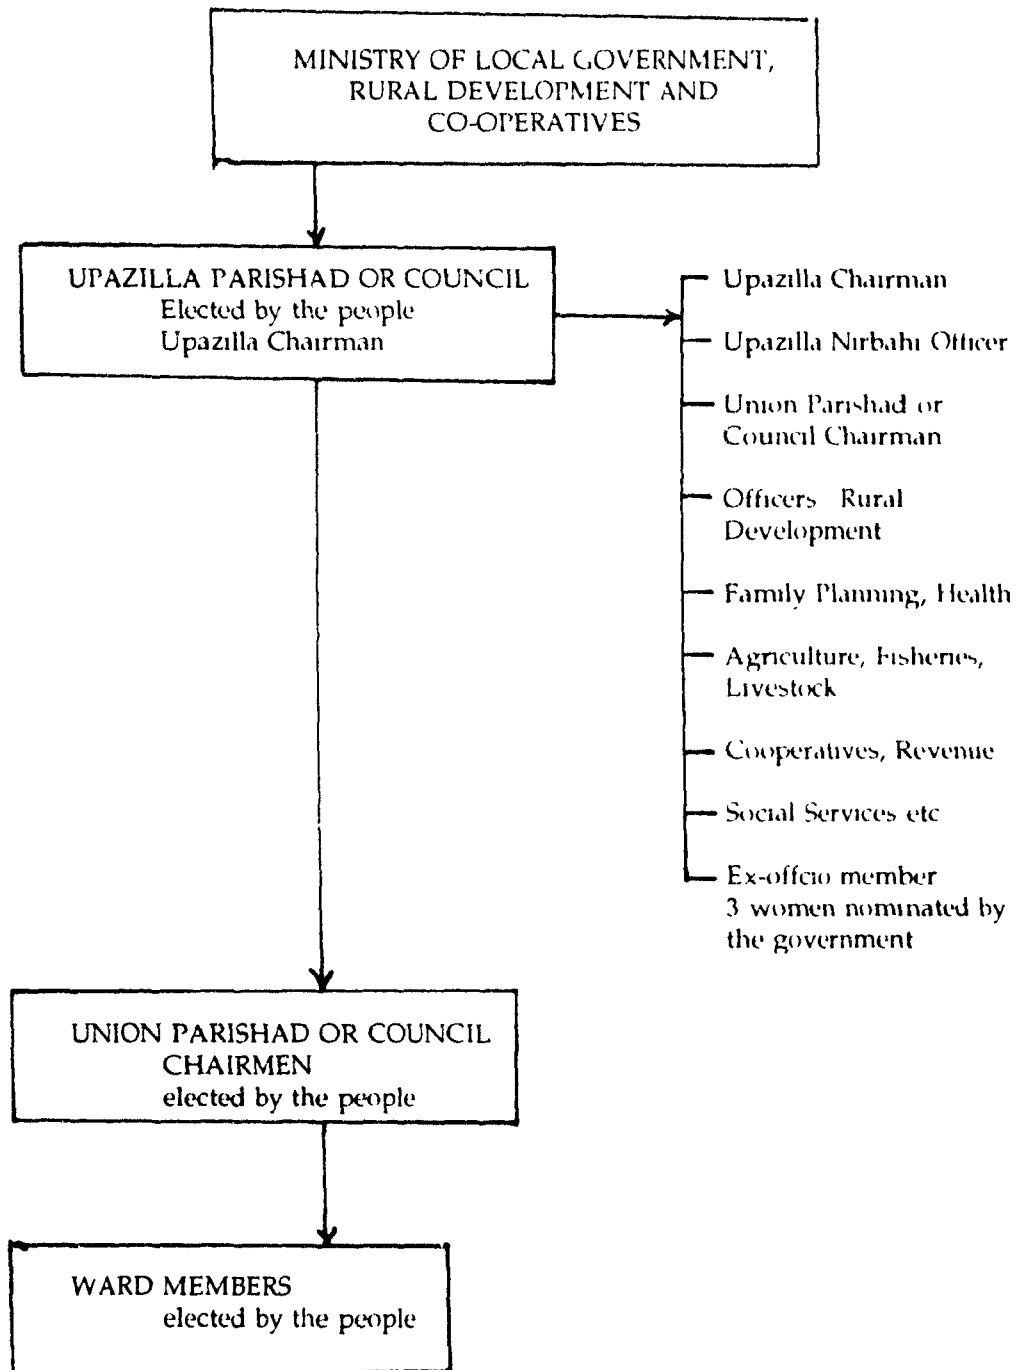 MINISTRY OF LOCAL GOVERNMENT,
RURAL DEVELOPMENT AND
CO-OPERATIVES
UPAZILLA PARISHAD OR COUNCIL
Elected by the people
Upazilla Chairman
Upazilla Chairman
Upazilla Nirbahi Officer
Union Parishad or
Council Chairman
Officers Rural
Development
Family Planning, Health
Agriculture, Fisheries,
Livestock
Cooperatives, Revenue
Social Services etc
Ex-offcio member
3 women nominated by
the government
UNION PARISHAD OR COUNCIL
CHAIRMEN
elected by the people
WARD MEMBERS
elected by the people